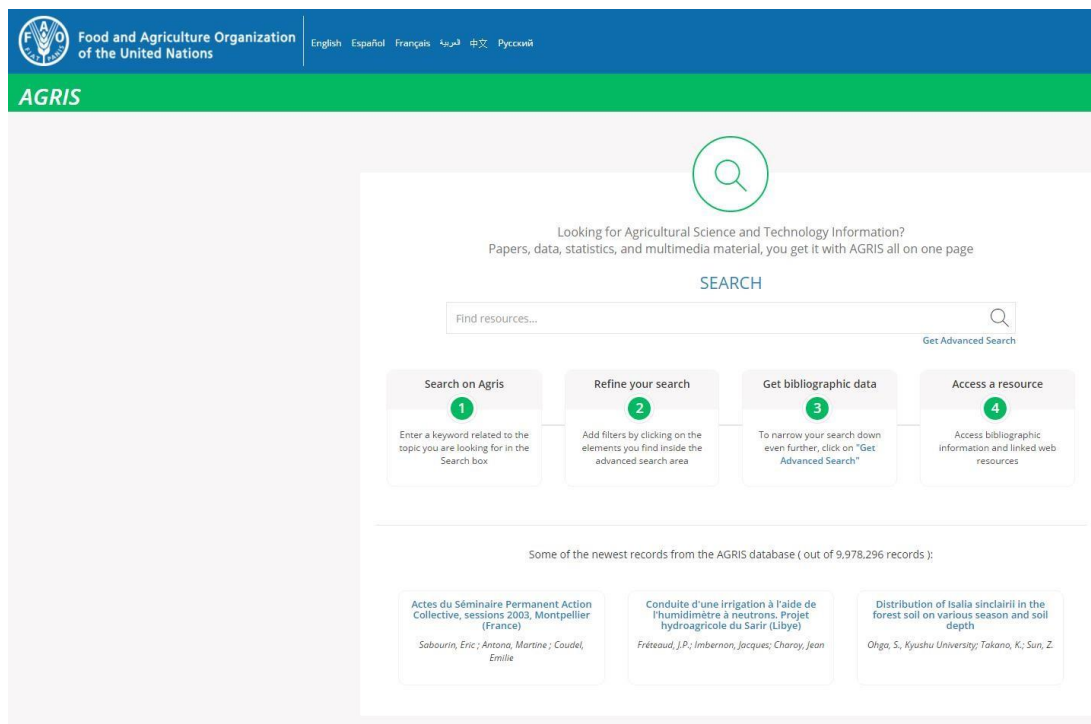 Food and Agriculture Organization
of the United Nations
English Español Français العربية 中文 Русский
AGRIS
Looking for Agricultural Science and Technology Information?
Papers, data, statistics, and multimedia material, you get it with AGRIS all on one page
SEARCH
Find resources...
Get Advanced Search
Search on Agris
1
Enter a keyword related to the
topic you are looking for in the
Search box
Refine your search
2
Add filters by clicking on the
elements you find inside the
advanced search area
Get bibliographic data
3
To narrow your search down
even further, click on "Get
Advanced Search"
Access a resource
4
Access bibliographic
information and linked web
resources
Some of the newest records from the AGRIS database ( out of 9,978,296 records ):
Actes du Séminaire Permanent Action
Collective, sessions 2003, Montpellier
(France)
Sabourin, Eric ; Antona, Martine ; Coudel,
Emilie
Conduite d'une irrigation à l'aide de
l'humidimètre à neutrons. Projet
hydroagricole du Sarir (Libye)
Fréteaud, J.P.; Imbernon, Jacques; Charoy, Jean
Distribution of Isalia sinclairii in the
forest soil on various season and soil
depth
Ohga, S., Kyushu University; Takano, K.; Sun, Z.